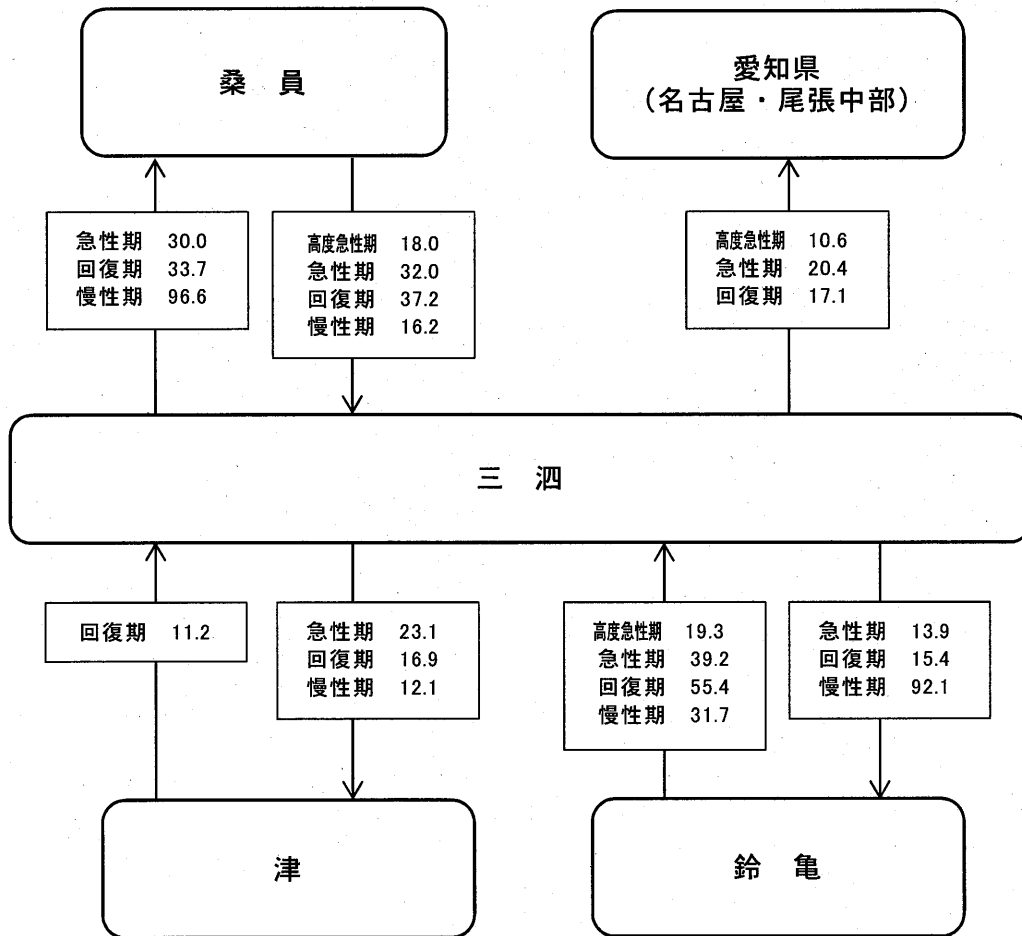 桑 員
愛知県
(名古屋・尾張中部)
急性期 30.0
回復期 33.7
慢性期 96.6
高度急性期 18.0
急性期 32.0
回復期 37.2
慢性期 16.2
高度急性期 10.6
急性期 20.4
回復期 17.1
三 泗
回復期 11.2
急性期 23.1
回復期 16.9
慢性期 12.1
高度急性期 19.3
急性期 39.2
回復期 55.4
慢性期 31.7
急性期 13.9
回復期 15.4
慢性期 92.1
津
鈴 亀